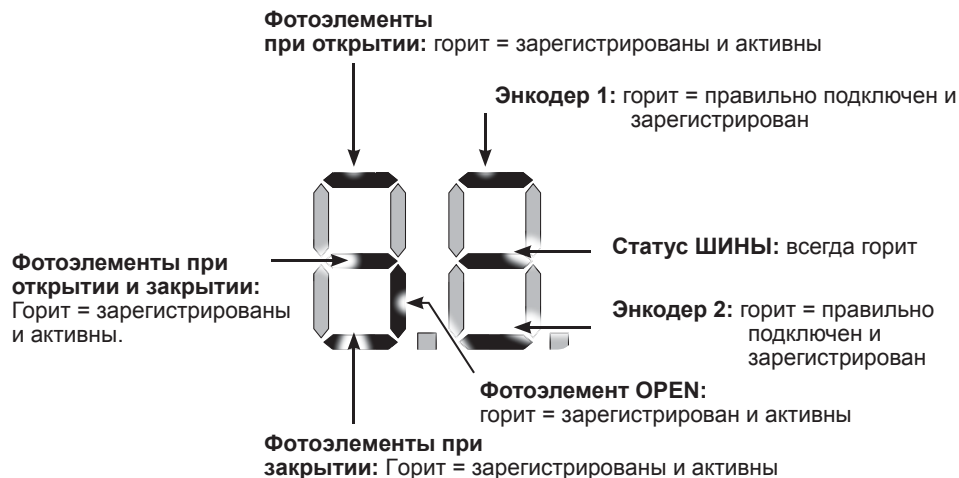 Фотоэлементы
при открытии: горит = зарегистрированы и активны
Энкодер 1: горит = правильно подключен и
зарегистрирован
Статус ШИНЫ: всегда горит
Фотоэлементы при
открытии и закрытии:
Горит = зарегистрированы
и активны.
Энкодер 2: горит = правильно
подключен и
зарегистрирован
Фотоэлемент OPEN:
горит = зарегистрирован и активны
Фотоэлементы при
закрытии: Горит = зарегистрированы и активны